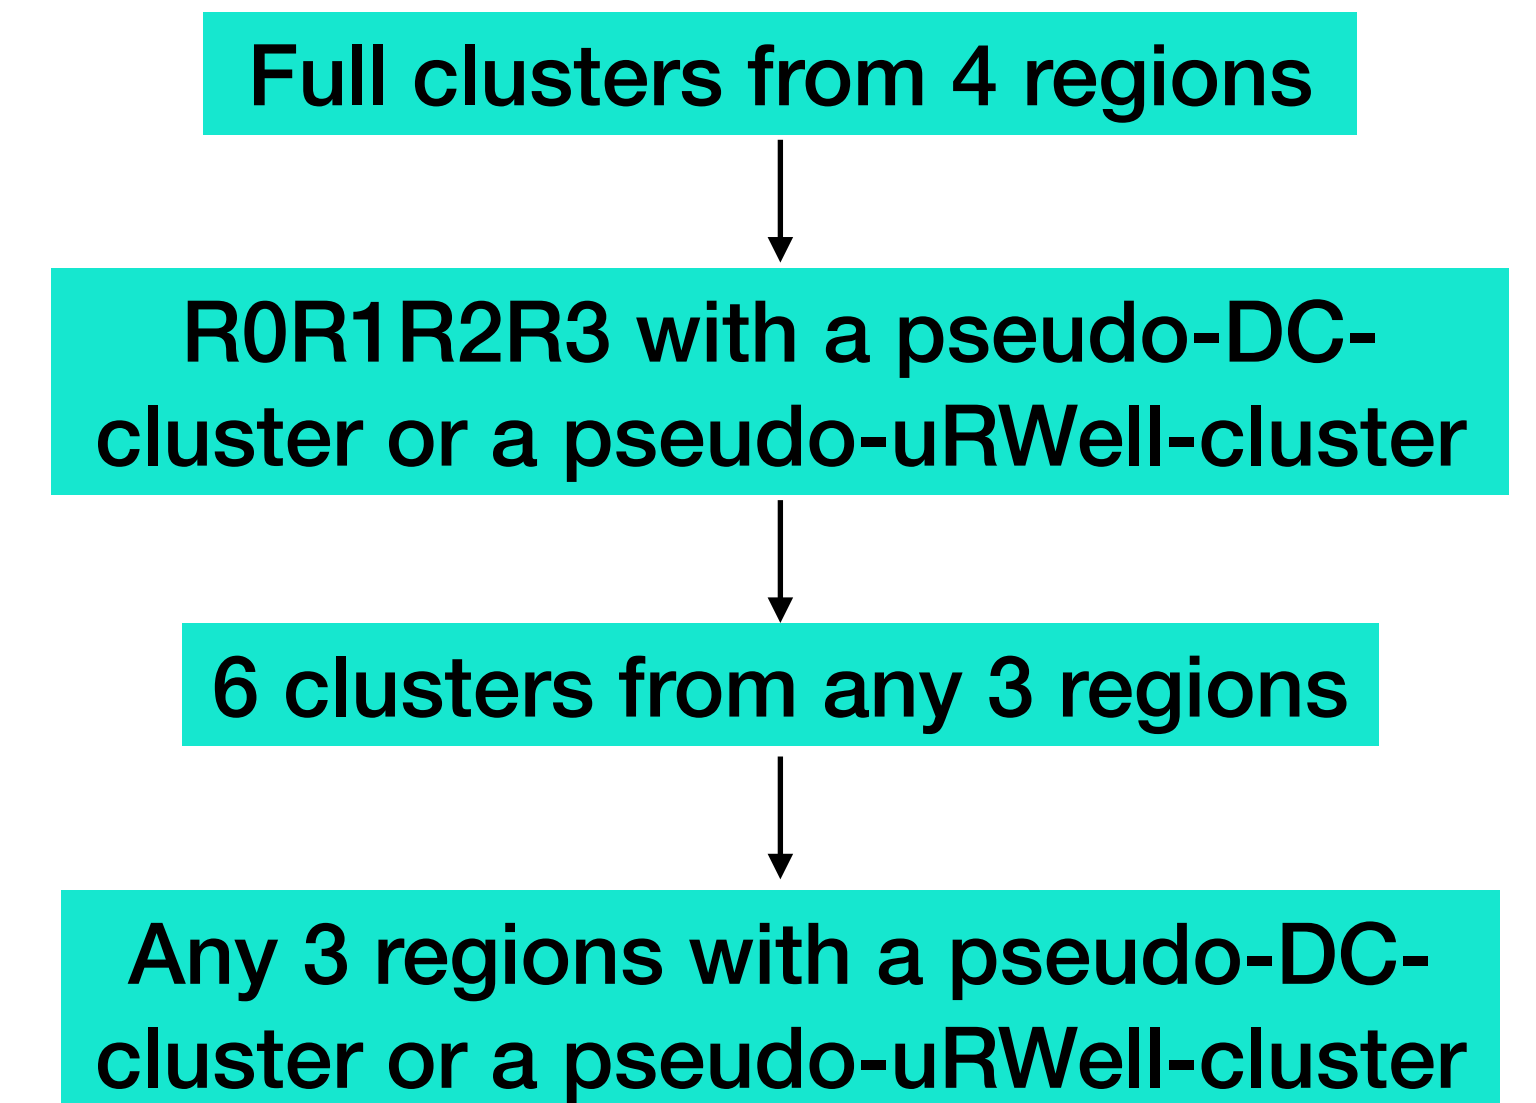 Full clusters from 4 regions
R0R1R2R3 with a pseudo-DC-
cluster or a pseudo-uRWell-cluster
6 clusters from any 3 regions
Any 3 regions with a pseudo-DC-
cluster or a pseudo-uRWell-cluster